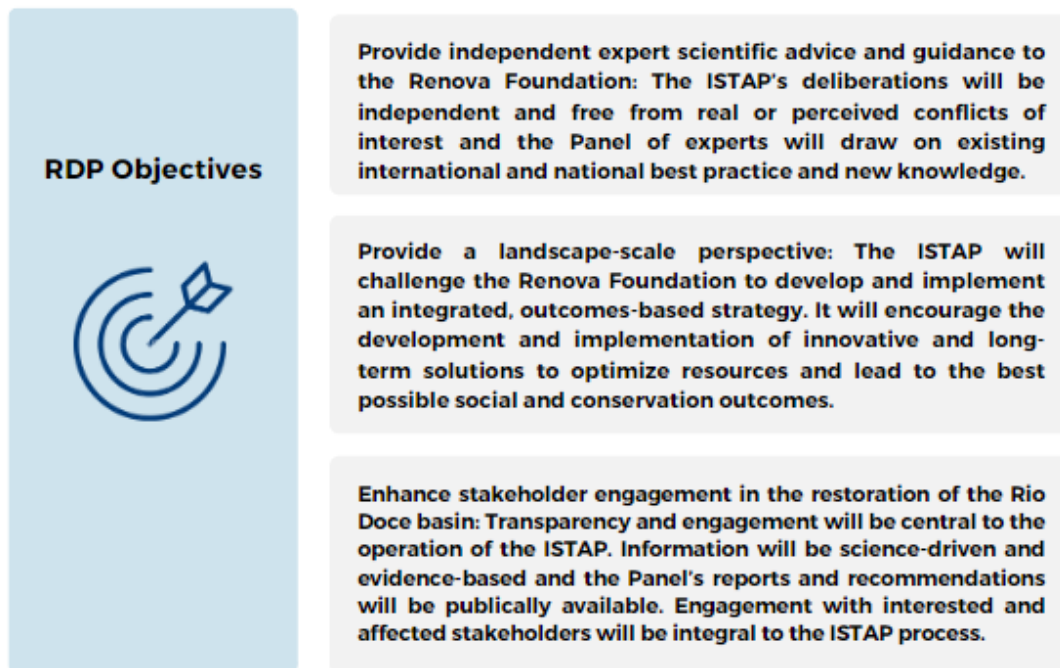 RDP Objectives
Provide independent expert scientific advice and guidance to
the Renova Foundation: The ISTAP's deliberations will be
independent and free from real or perceived conflicts of
interest and the Panel of experts will draw on existing
international and national best practice and new knowledge.
Provide a landscape-scale perspective: The ISTAP will
challenge the Renova Foundation to develop and implement
an integrated, outcomes-based strategy. It will encourage the
development and implementation of innovative and long-
term solutions to optimize resources and lead to the best
possible social and conservation outcomes.
Enhance stakeholder engagement in the restoration of the Rio
Doce basin: Transparency and engagement will be central to the
operation of the ISTAP. Information will be science-driven and
evidence-based and the Panel's reports and recommendations
will be publically available. Engagement with interested and
affected stakeholders will be integral to the ISTAP process.